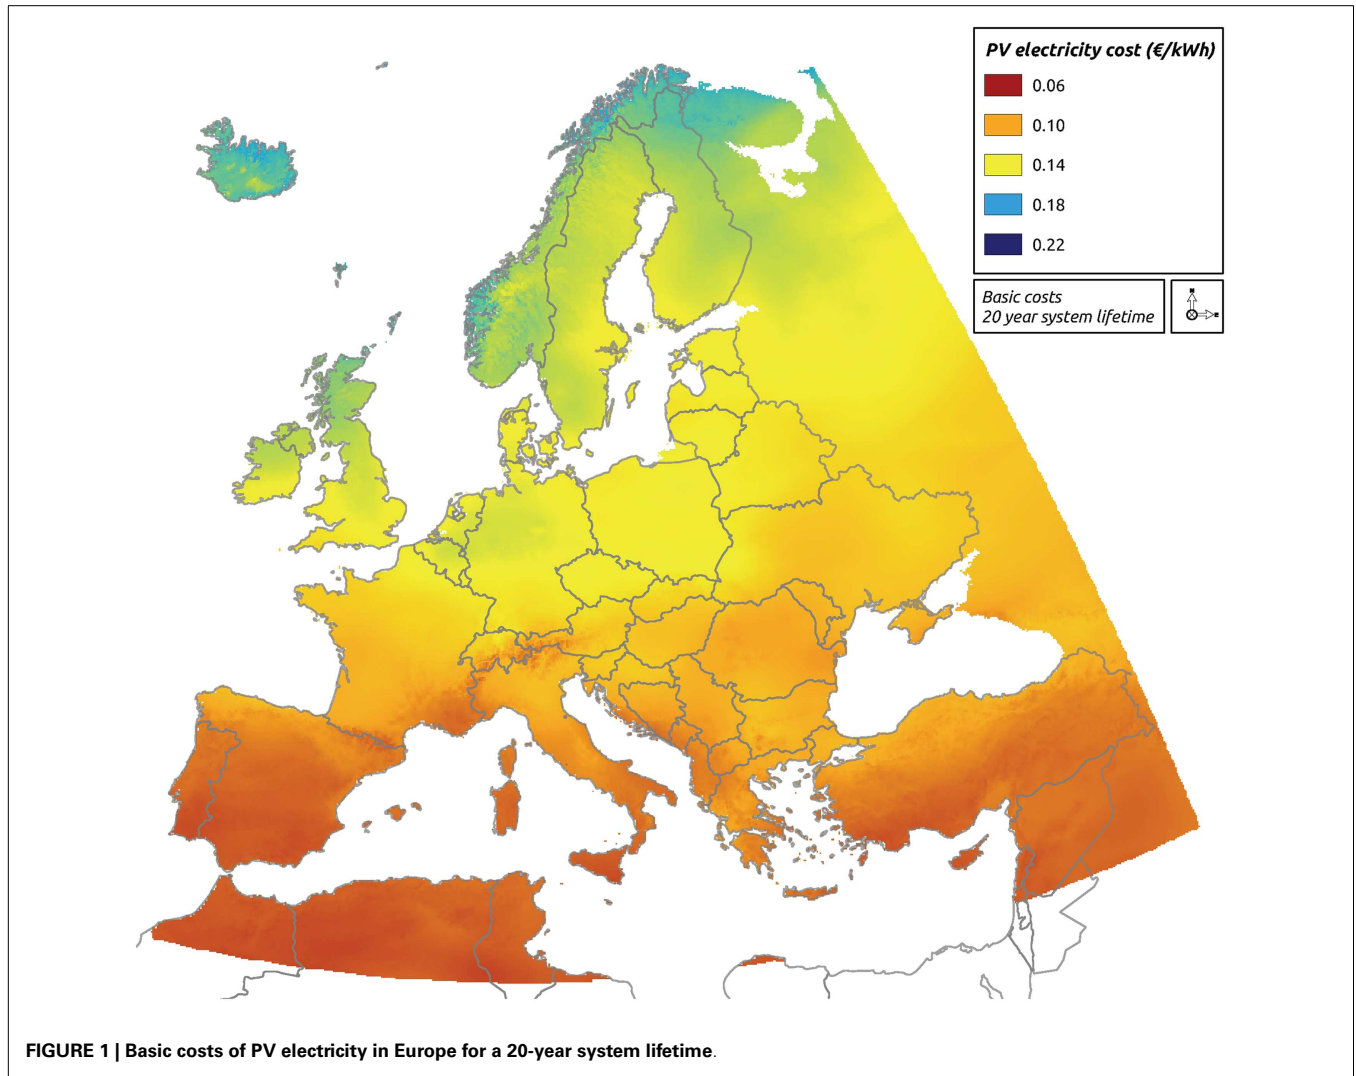 PV electricity cost (€/kWh)
0.06
0.10
0.14
0.18
0.22
Basic costs
20 year system lifetime
N
E
FIGURE 1 | Basic costs of PV electricity in Europe for a 20-year system lifetime.